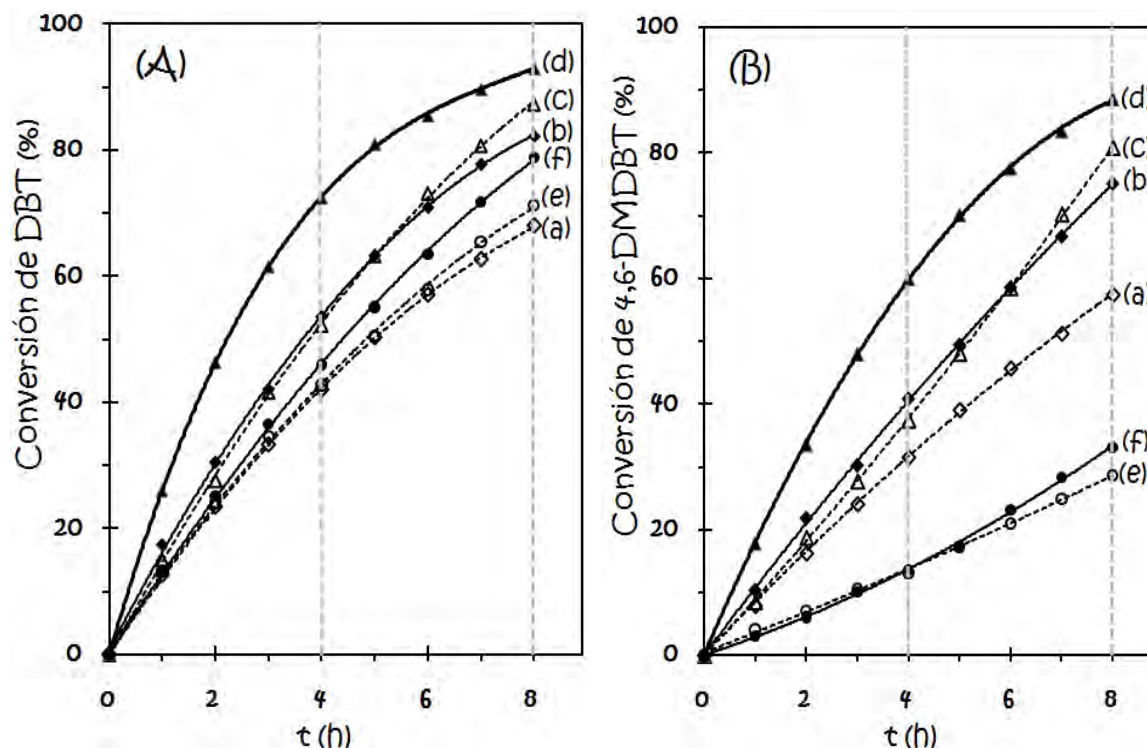 100
80
60
40
20
0
Conversión de DBT (%)
(A)
(d)
(c)
(b)
(f)
(e)
(a)
0 2 4 6 8
t (h)
100
80
60
40
20
0
Conversión de 4,6-DMDBT (%)
(B)
(d)
(c)
(b)
(a)
(f)
(e)
0 2 4 6 8
t (h)